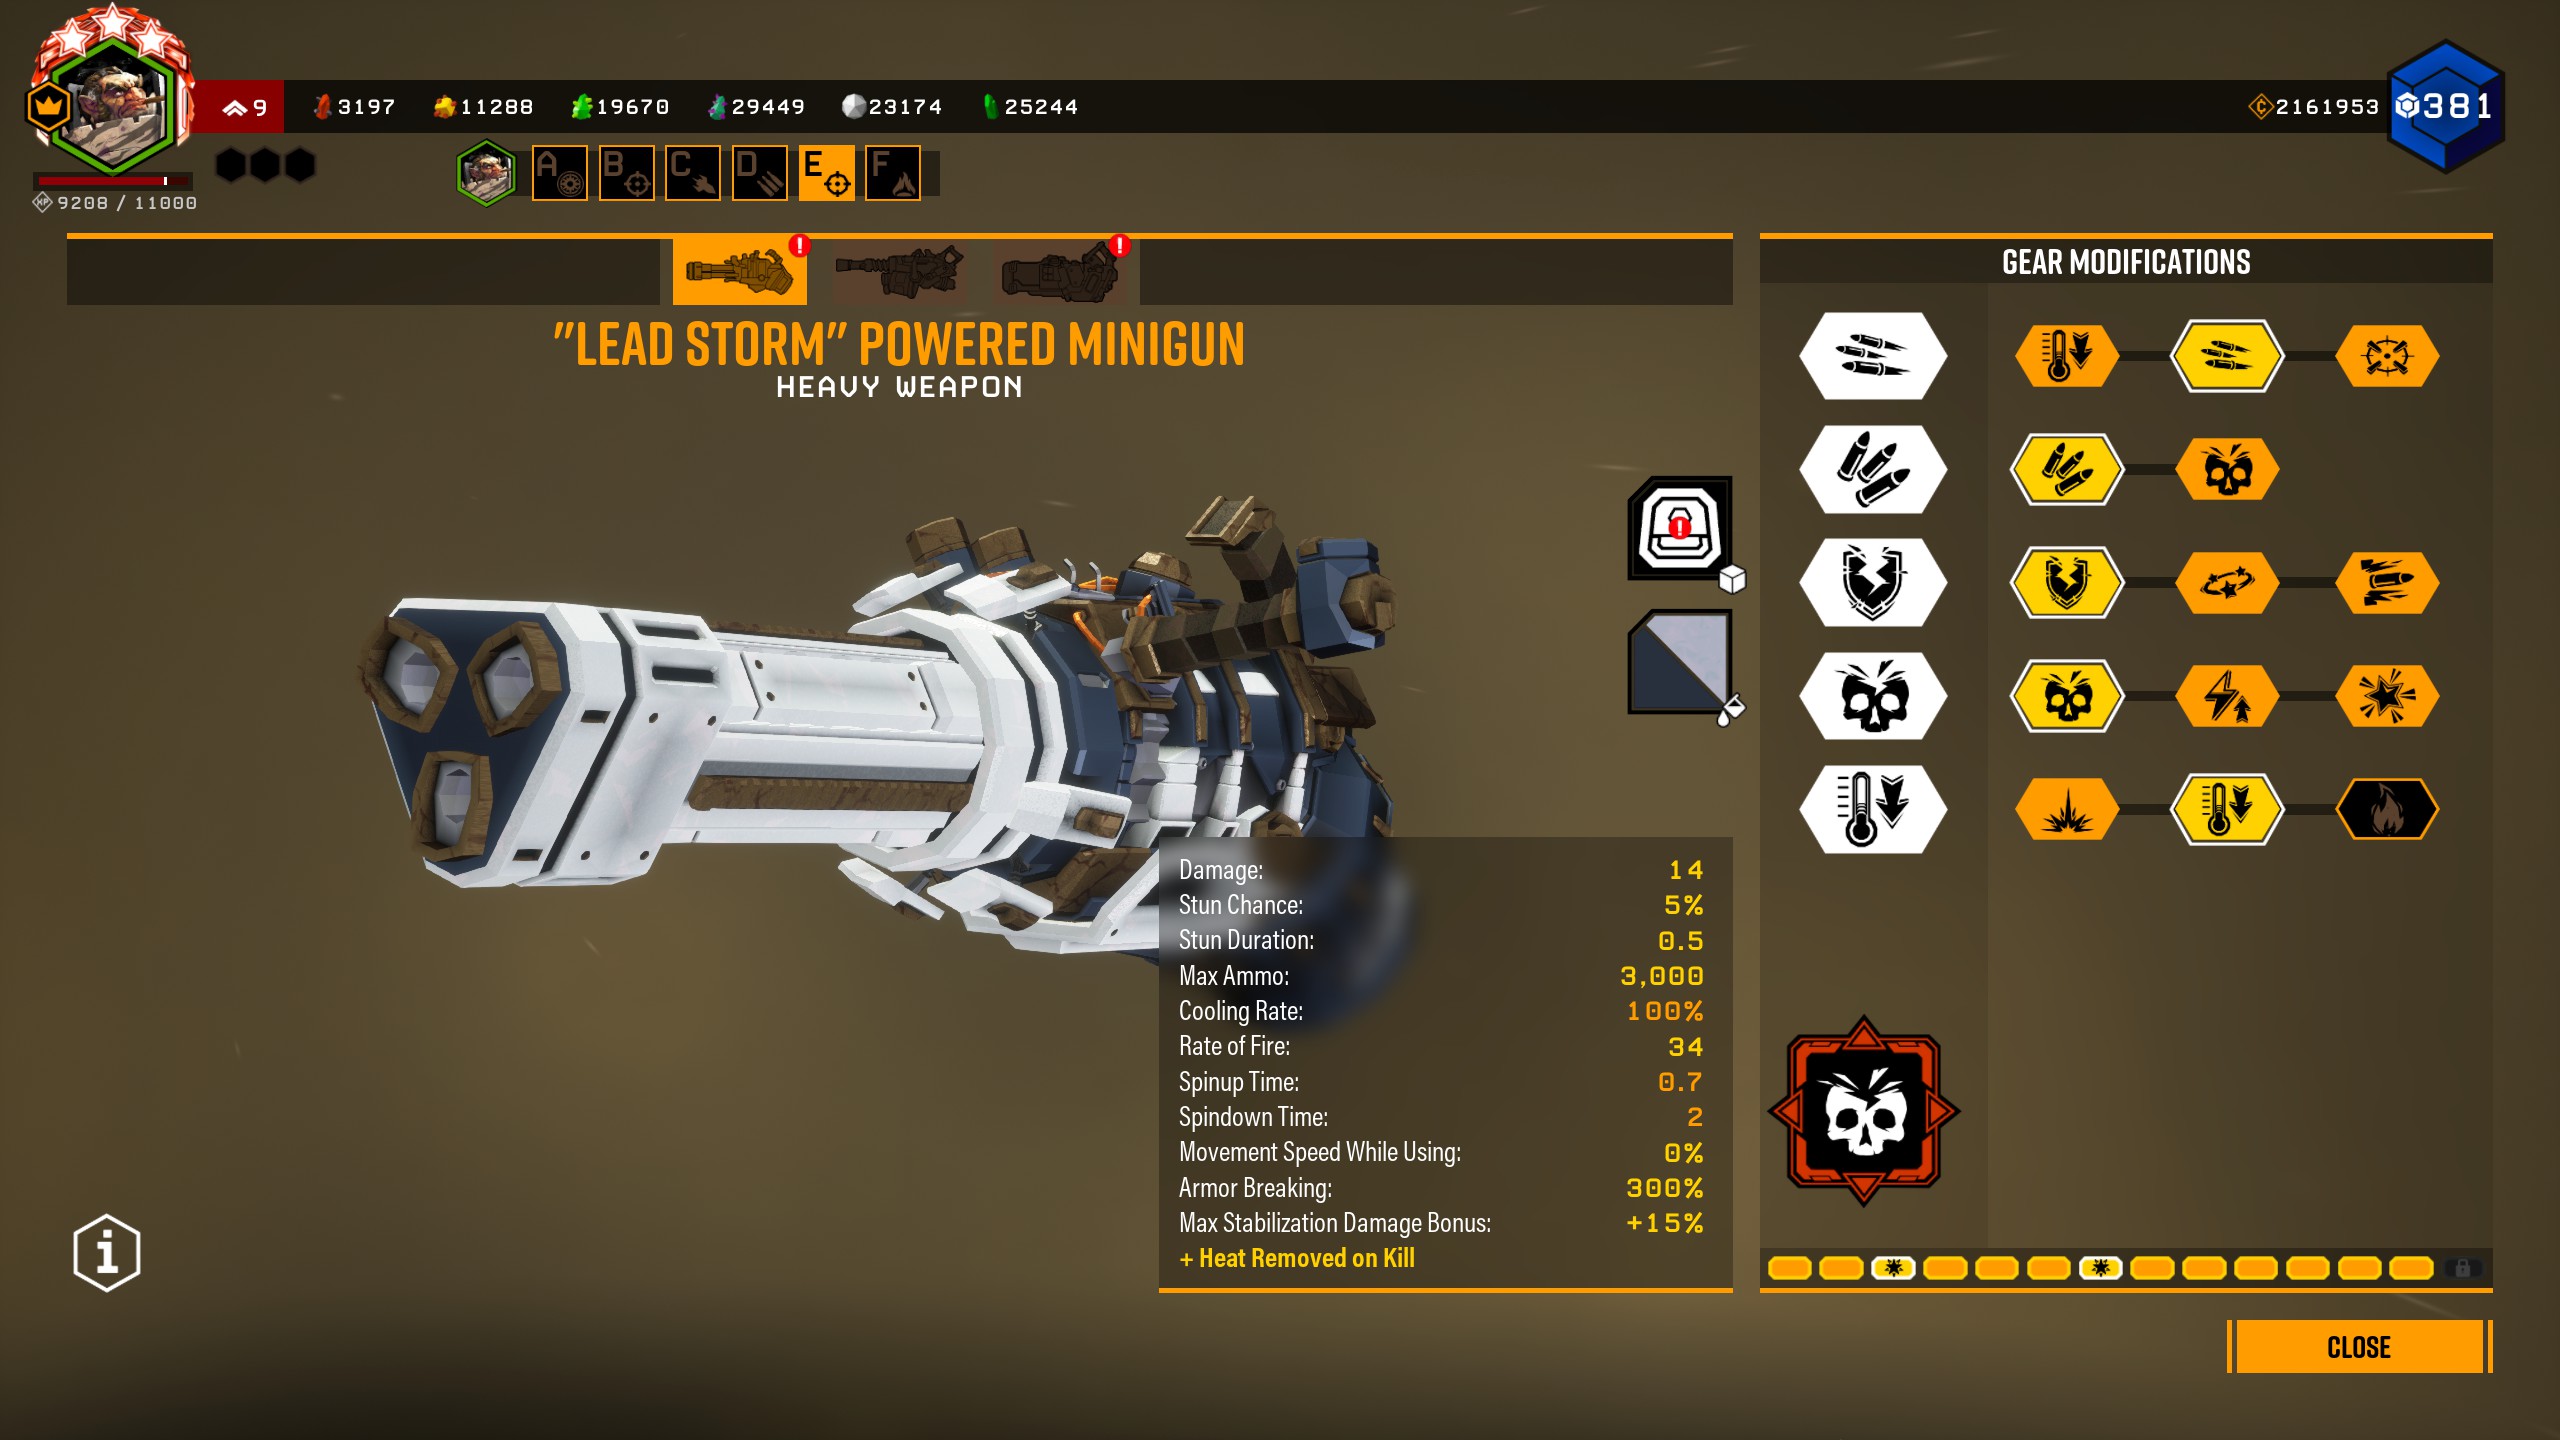 9 3197 11288 19670 29449 23174 25244 2161953 381
9208 / 11000
A B C D E F
"LEAD STORM" POWERED MINIGUN
HEAVY WEAPON
GEAR MODIFICATIONS
Damage: 14
Stun Chance: 5%
Stun Duration: 0.5
Max Ammo: 3,000
Cooling Rate: 100%
Rate of Fire: 34
Spinup Time: 0.7
Spindown Time: 2
Movement Speed While Using: 0%
Armor Breaking: 300%
Max Stabilization Damage Bonus: +15%
+ Heat Removed on Kill
CLOSE